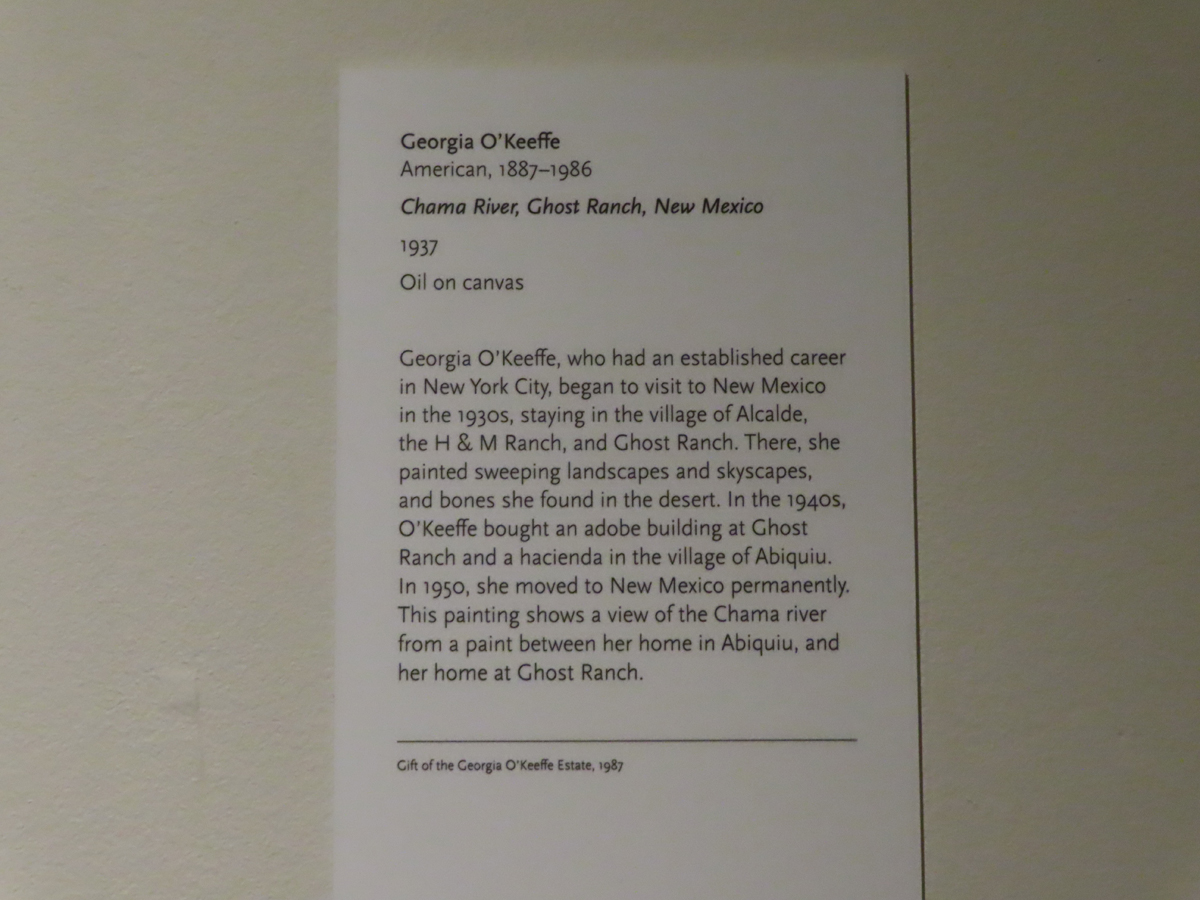 Georgia O'Keeffe
American, 1887–1986
Chama River, Ghost Ranch, New Mexico
1937
Oil on canvas
Georgia O'Keeffe, who had an established career
in New York City, began to visit to New Mexico
in the 1930s, staying in the village of Alcalde,
the H & M Ranch, and Ghost Ranch. There, she
painted sweeping landscapes and skyscapes,
and bones she found in the desert. In the 1940s,
O'Keeffe bought an adobe building at Ghost
Ranch and a hacienda in the village of Abiquiu.
In 1950, she moved to New Mexico permanently.
This painting shows a view of the Chama river
from a paint between her home in Abiquiu, and
her home at Ghost Ranch.
Gift of the Georgia O'Keeffe Estate, 1987